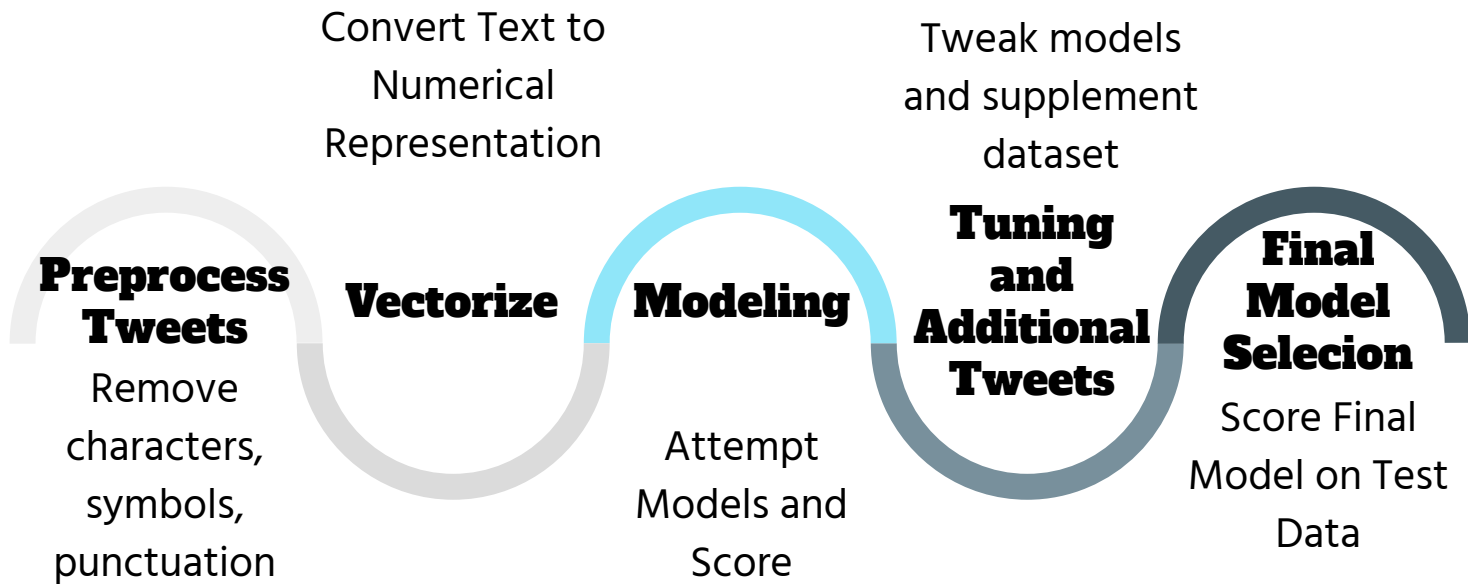 Preprocess
Tweets
Remove
characters,
symbols,
punctuation
Convert Text to
Numerical
Representation
Vectorize
Modeling
Attempt
Models and
Score
Tweak models
and supplement
dataset
Tuning
and
Additional
Tweets
Final
Model
Selecion
Score Final
Model on Test
Data